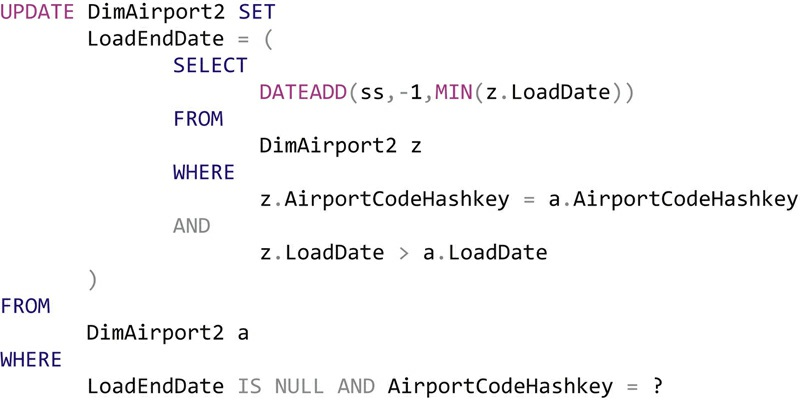 UPDATE DimAirport2 SET
LoadEndDate = (
SELECT
DATEADD(ss,-1,MIN(z.LoadDate))
FROM
DimAirport2 z
WHERE
z.AirportCodeHashkey = a.AirportCodeHashkey
AND
z.LoadDate > a.LoadDate
)
FROM
DimAirport2 a
WHERE
LoadEndDate IS NULL AND AirportCodeHashkey = ?